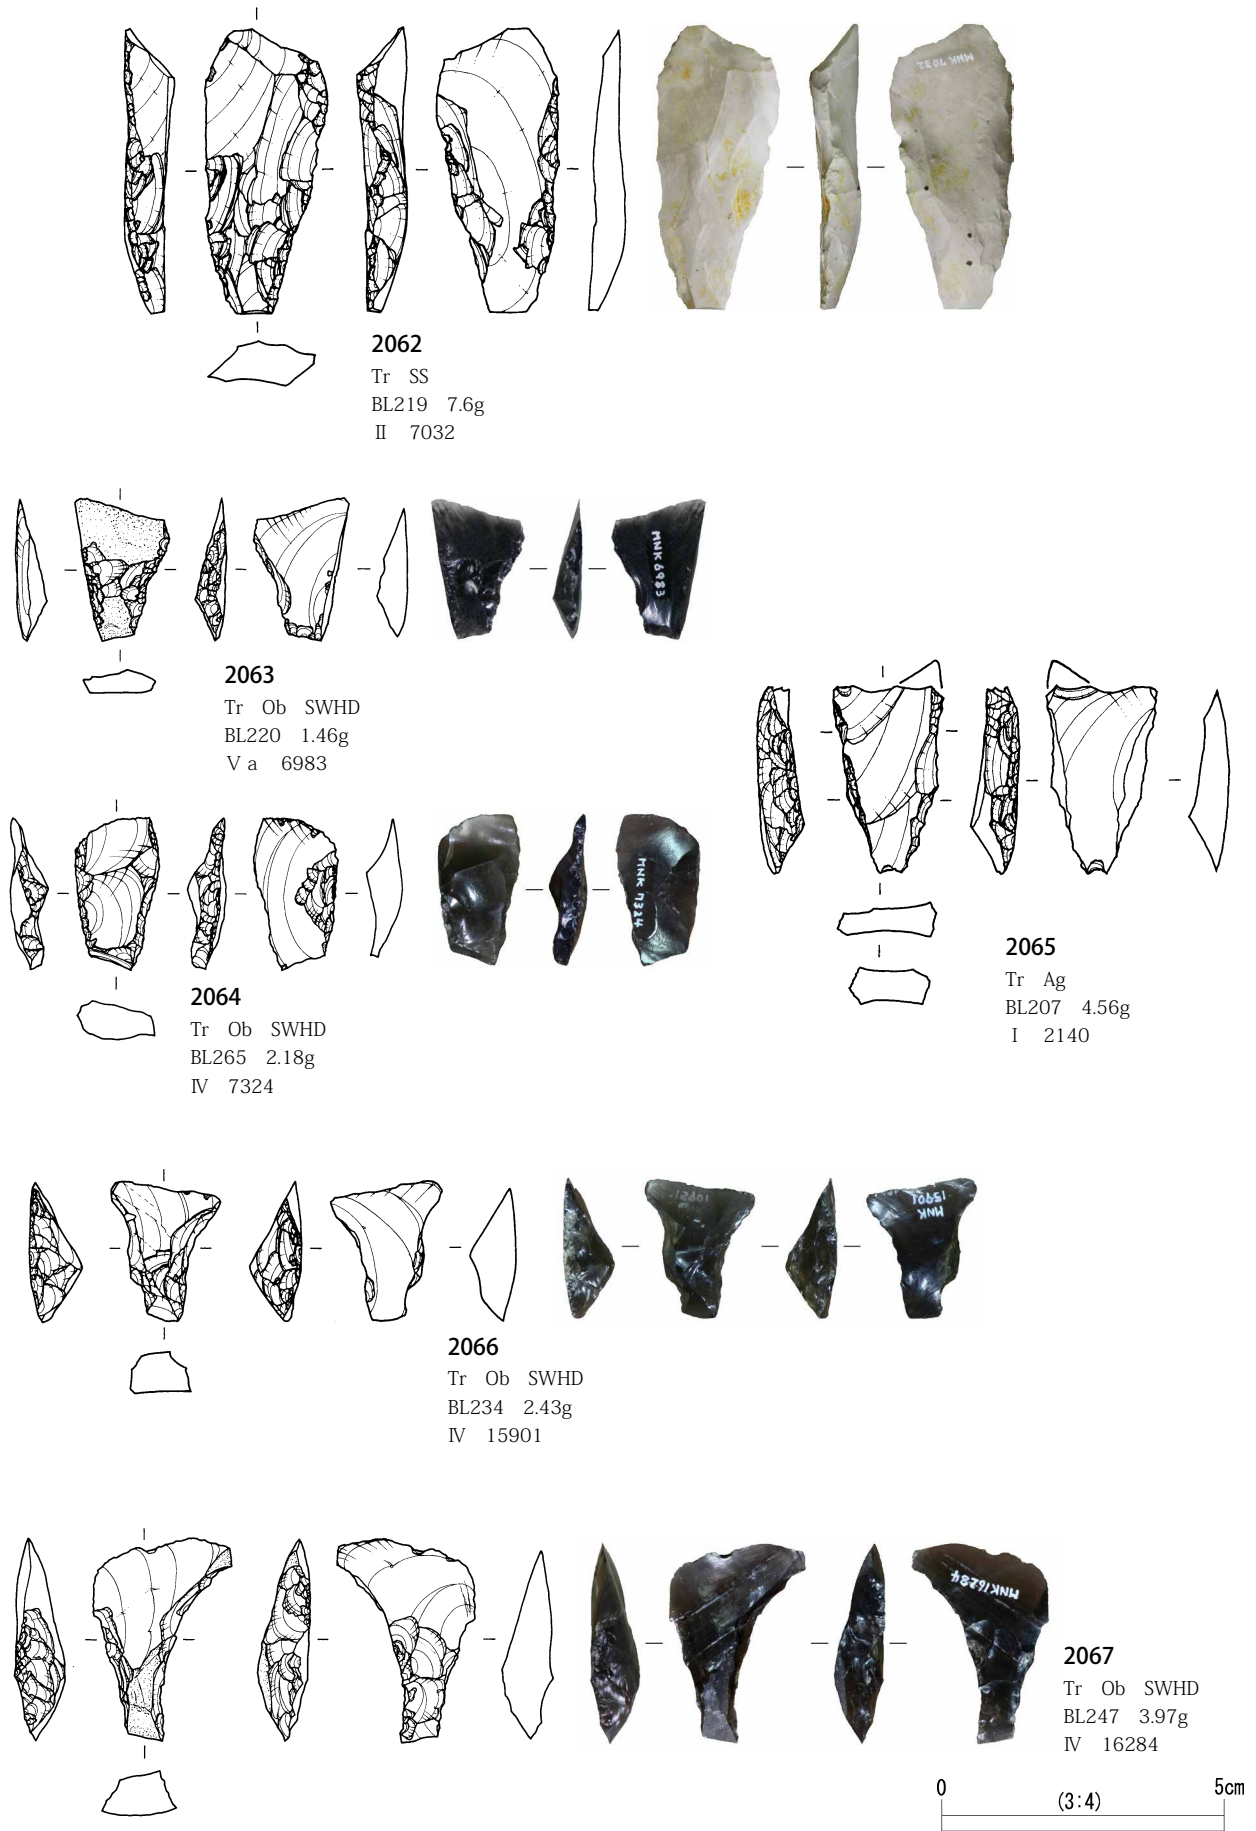 MNK 7032
2062
Tr SS
BL219 7.6g
Ⅱ 7032
MNK6983
2063
Tr Ob SWHD
BL220 1.46g
Ⅴa 6983
MNK 7324
2064
Tr Ob SWHD
BL265 2.18g
Ⅳ 7324
2065
Tr Ag
BL207 4.56g
Ⅰ 2140
MNK
15901
2066
Tr Ob SWHD
BL234 2.43g
Ⅳ 15901
MNK16284
2067
Tr Ob SWHD
BL247 3.97g
Ⅳ 16284
0 (3:4) 5cm